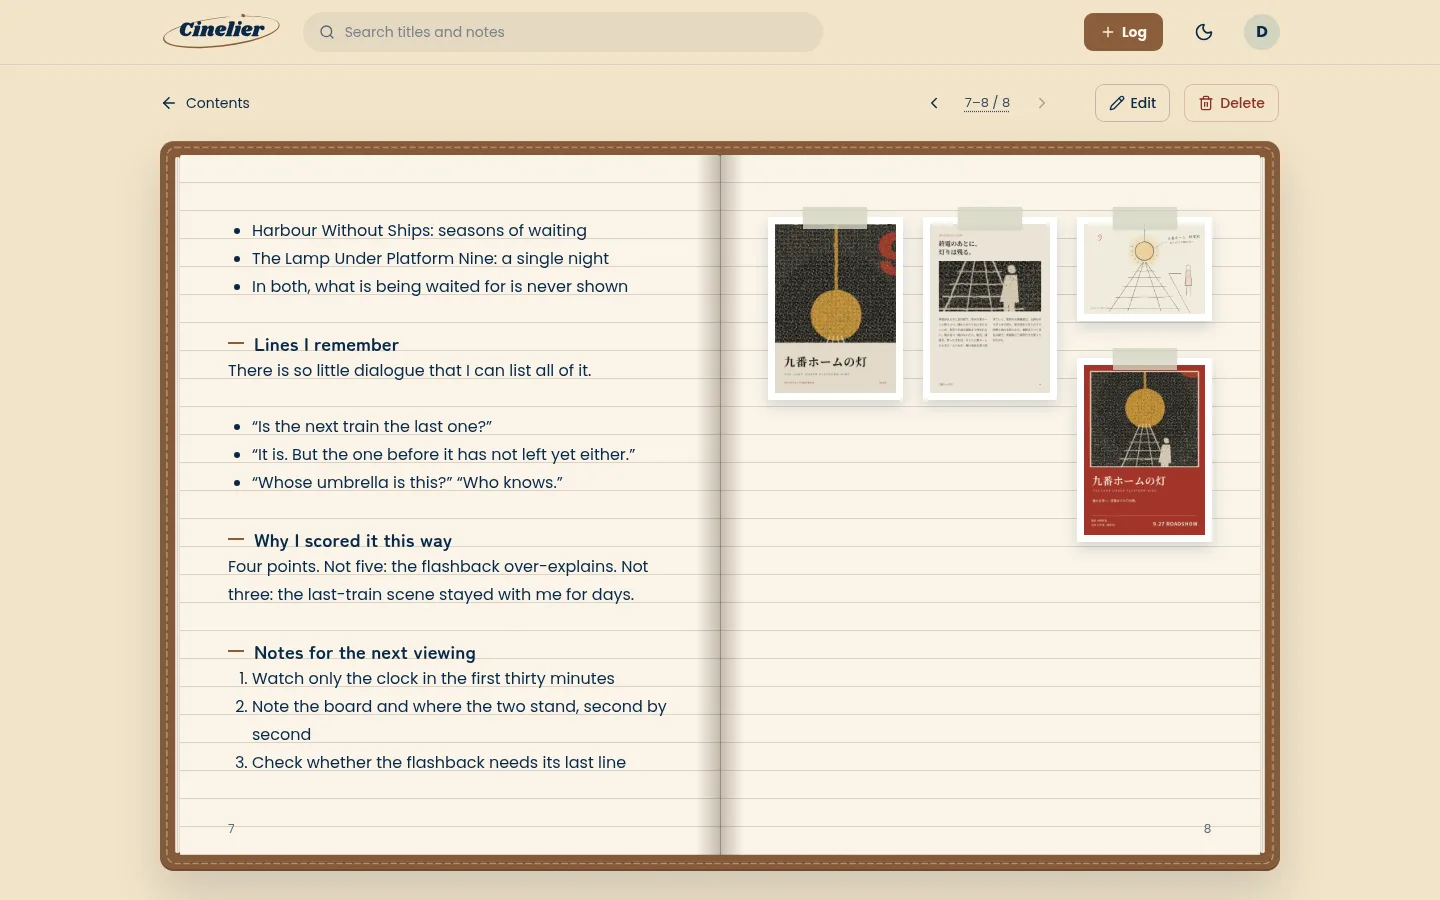 Cinelier
Search titles and notes
Log
D
Contents
7–8 / 8
Edit
Delete
Harbour Without Ships: seasons of waiting
The Lamp Under Platform Nine: a single night
In both, what is being waited for is never shown
Lines I remember
There is so little dialogue that I can list all of it.
“Is the next train the last one?”
“It is. But the one before it has not left yet either.”
“Whose umbrella is this?” “Who knows.”
Why I scored it this way
Four points. Not five: the flashback over-explains. Not
three: the last-train scene stayed with me for days.
Notes for the next viewing
1. Watch only the clock in the first thirty minutes
2. Note the board and where the two stand, second by
second
3. Check whether the flashback needs its last line
7
九番ホームの灯
終電のあとに、
灯りは残る。
9
九番ホームの灯
9.27 ROADSHOW
8